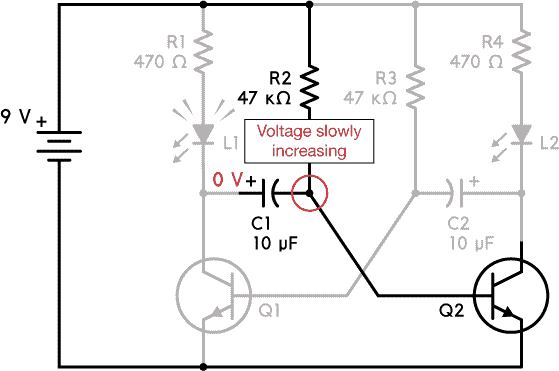 R1
470 Ω
R2
47 KΩ
R3
47 KΩ
R4
470 Ω
9 V +
L1
Voltage slowly
increasing
L2
0 V +
C1
10 µF
+
C2
10 µF
Q1
Q2